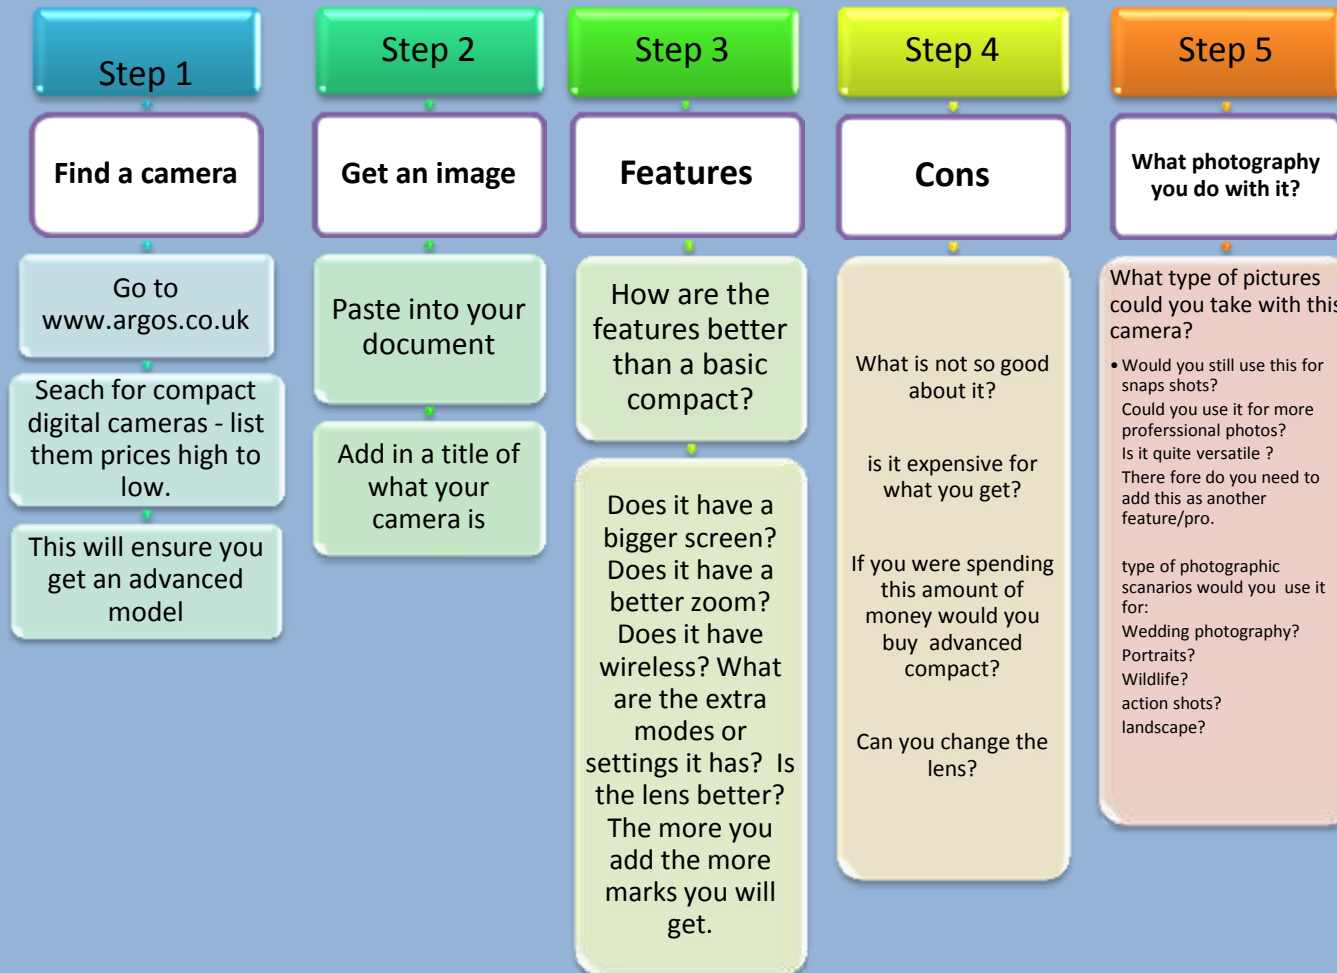 Step 1
Find a camera
Go to
www.argos.co.uk
Seach for compact
digital cameras - list
them prices high to
low.
This will ensure you
get an advanced
model
Step 2
Get an image
Paste into your
document
Add in a title of
what your
camera is
Step 3
Features
How are the
features better
than a basic
compact?
Does it have a
bigger screen?
Does it have a
better zoom?
Does it have
wireless? What
are the extra
modes or
settings it has? Is
the lens better?
The more you
add the more
marks you will
get.
Step 4
Cons
What is not so good
about it?
is it expensive for
what you get?
If you were spending
this amount of
money would you
buy advanced
compact?
Can you change the
lens?
Step 5
What photography
you do with it?
What type of pictures
could you take with this
camera?
• Would you still use this for
snaps shots?
Could you use it for more
proferssional photos?
Is it quite versatile ?
There fore do you need to
add this as another
feature/pro.
type of photographic
scanarios would you use it
for:
Wedding photography?
Portraits?
Wildlife?
action shots?
landscape?